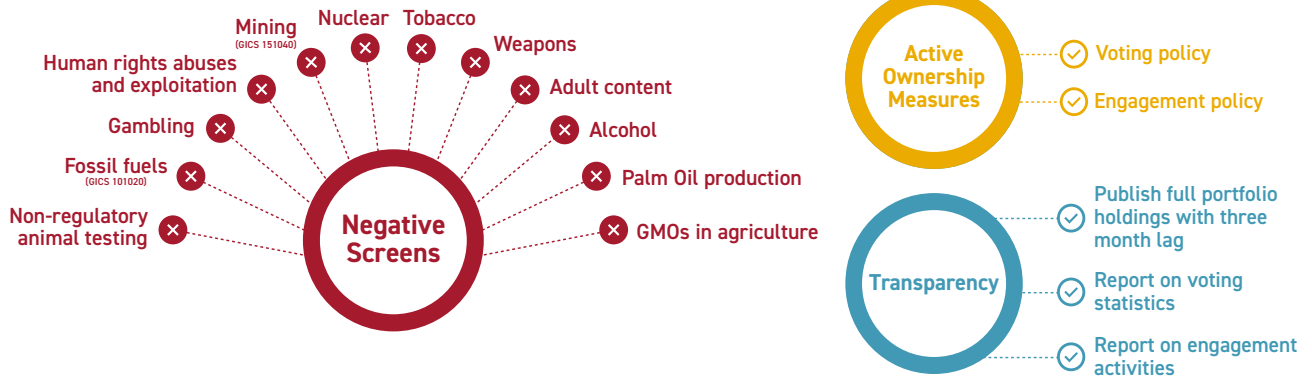 Nuclear
Tobacco
Mining
(GICS 151040)
Weapons
Human rights abuses
and exploitation
Adult content
Gambling
Alcohol
Fossil fuels
(GICS 101020)
Palm Oil production
Non-regulatory
animal testing
GMOs in agriculture
Negative
Screens
Active
Ownership
Measures
Voting policy
Engagement policy
Transparency
Publish full portfolio
holdings with three
month lag
Report on voting
statistics
Report on engagement
activities